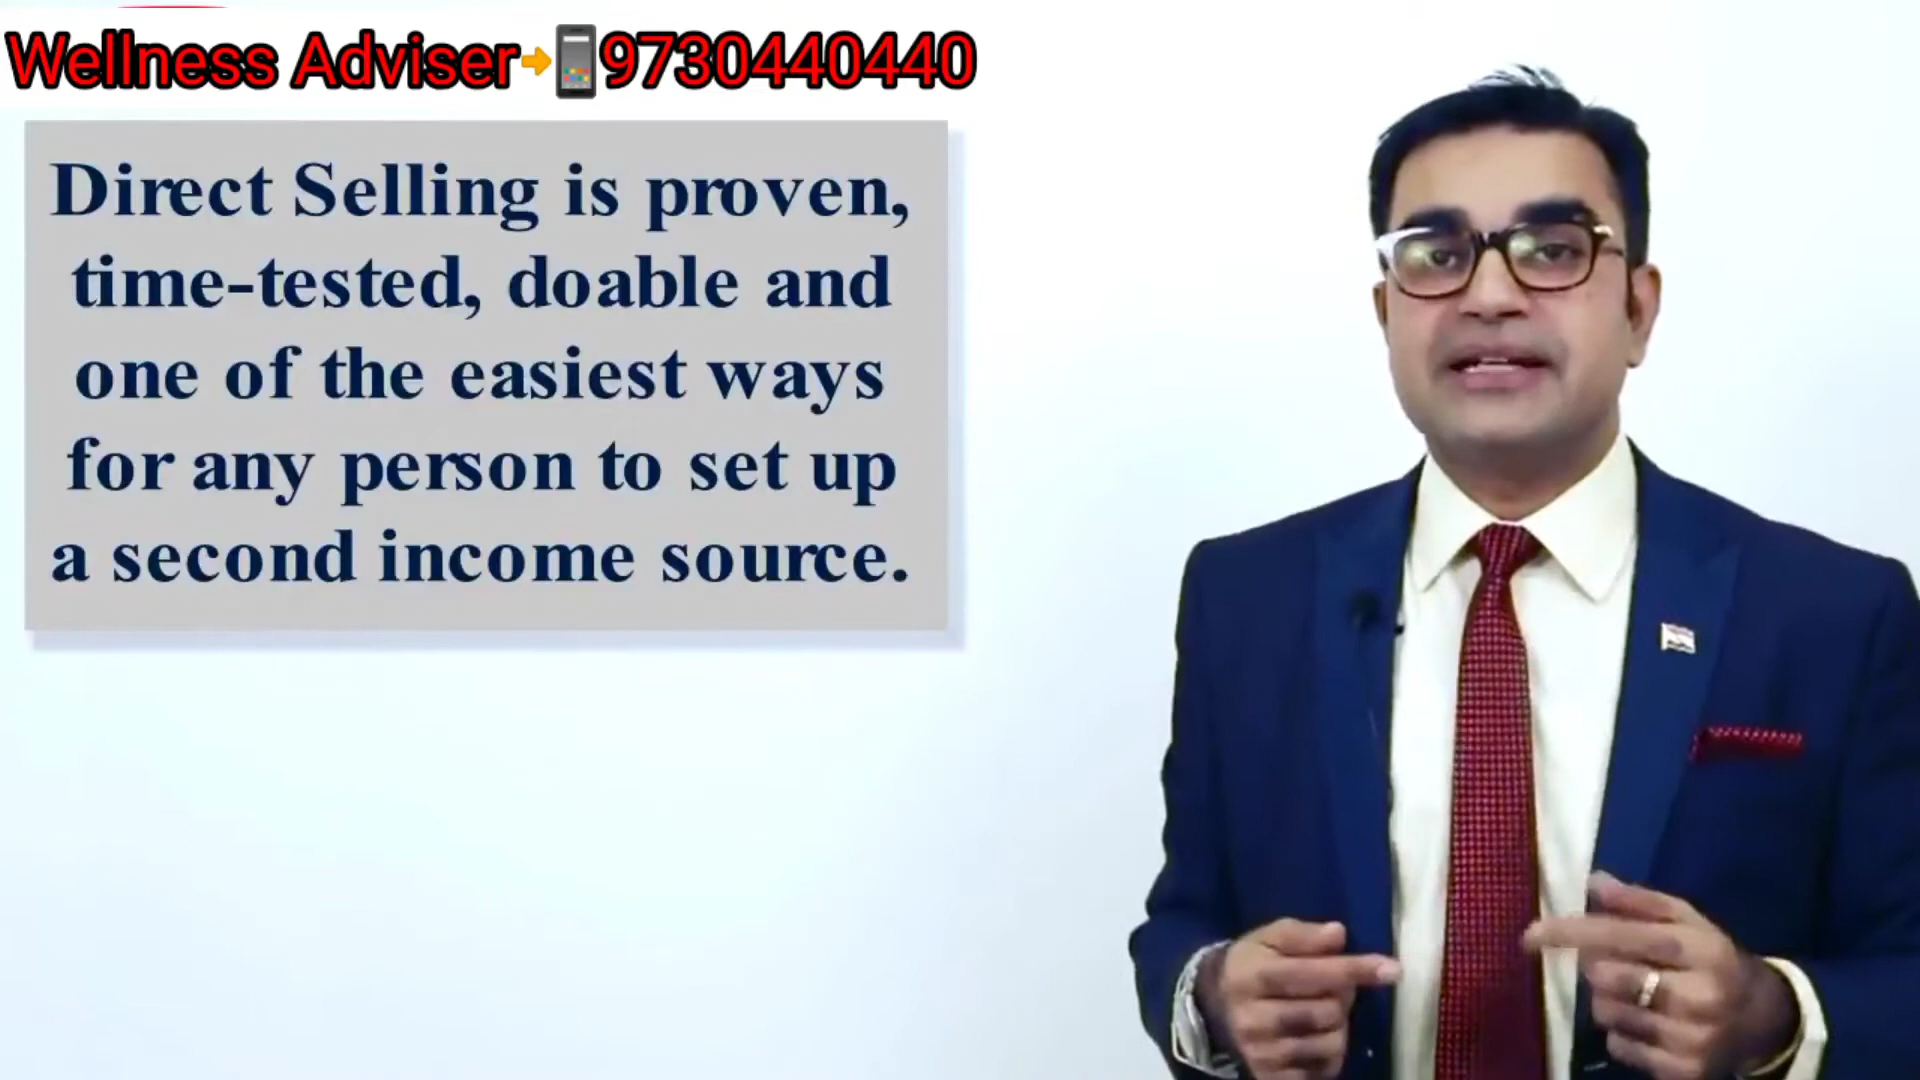 Wellness Adviser➜📱9730440440
Direct Selling is proven,
time-tested, doable and
one of the easiest ways
for any person to set up
a second income source.